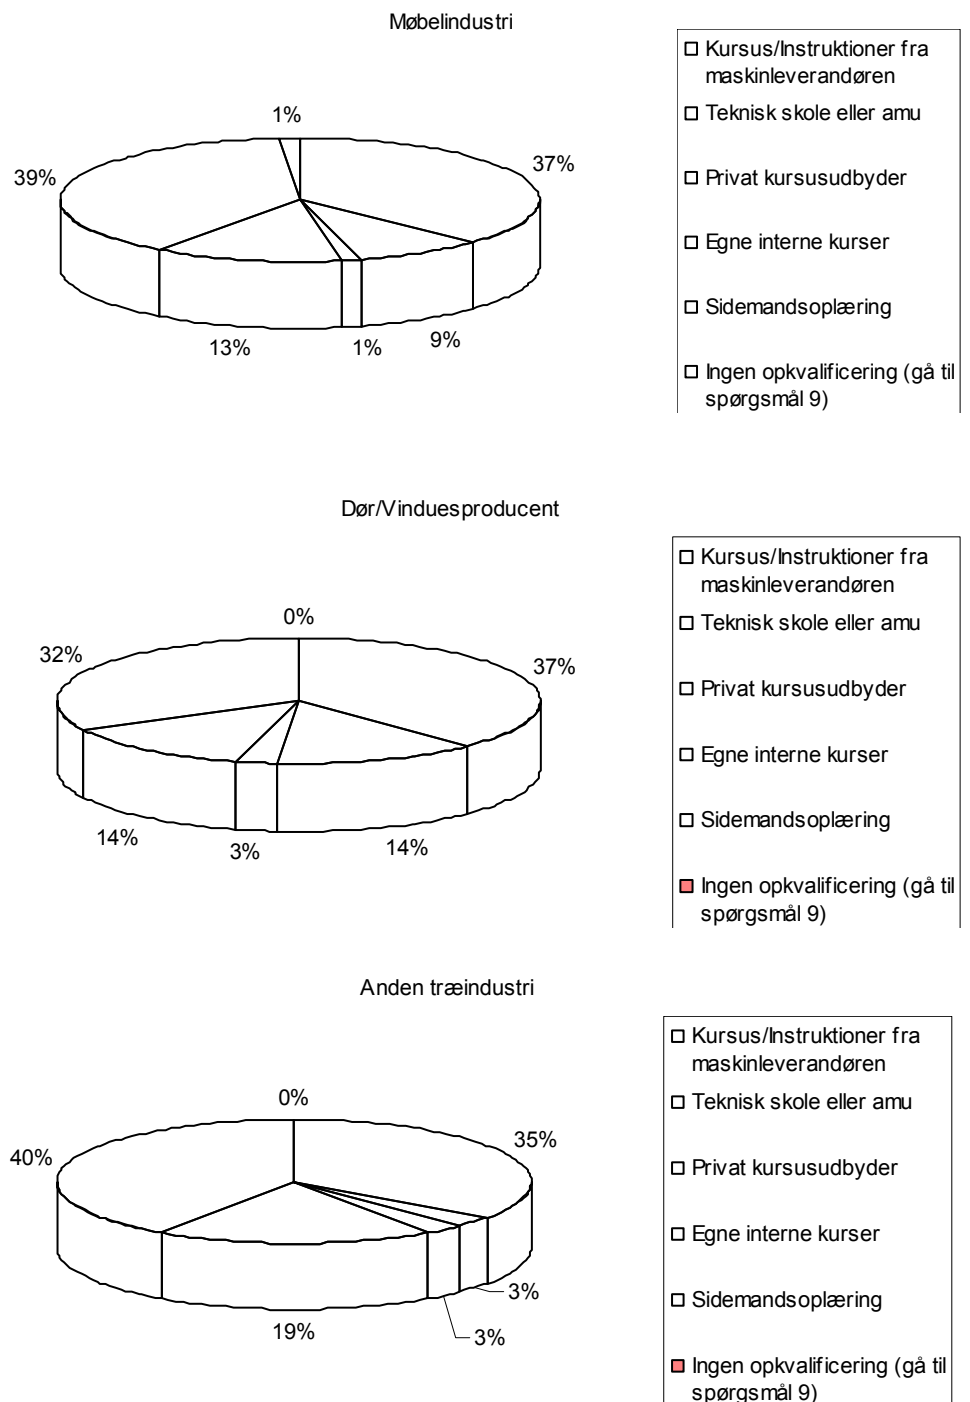 Møbelindustri
1%
37%
39%
13%
1%
9%
Kursus/Instruktioner fra
maskinleverandøren
Teknisk skole eller amu
Privat kursusudbyder
Egne interne kurser
Sidemandsoplæring
Ingen opkvalificering (gå til
spørgsmål 9)
Dør/Vinduesproducent
0%
32%
37%
14%
3%
14%
Kursus/Instruktioner fra
maskinleverandøren
Teknisk skole eller amu
Privat kursusudbyder
Egne interne kurser
Sidemandsoplæring
Ingen opkvalificering (gå til
spørgsmål 9)
Anden træindustri
0%
35%
40%
3%
19%
3%
Kursus/Instruktioner fra
maskinleverandøren
Teknisk skole eller amu
Privat kursusudbyder
Egne interne kurser
Sidemandsoplæring
Ingen opkvalificering (gå til
spørgsmål 9)